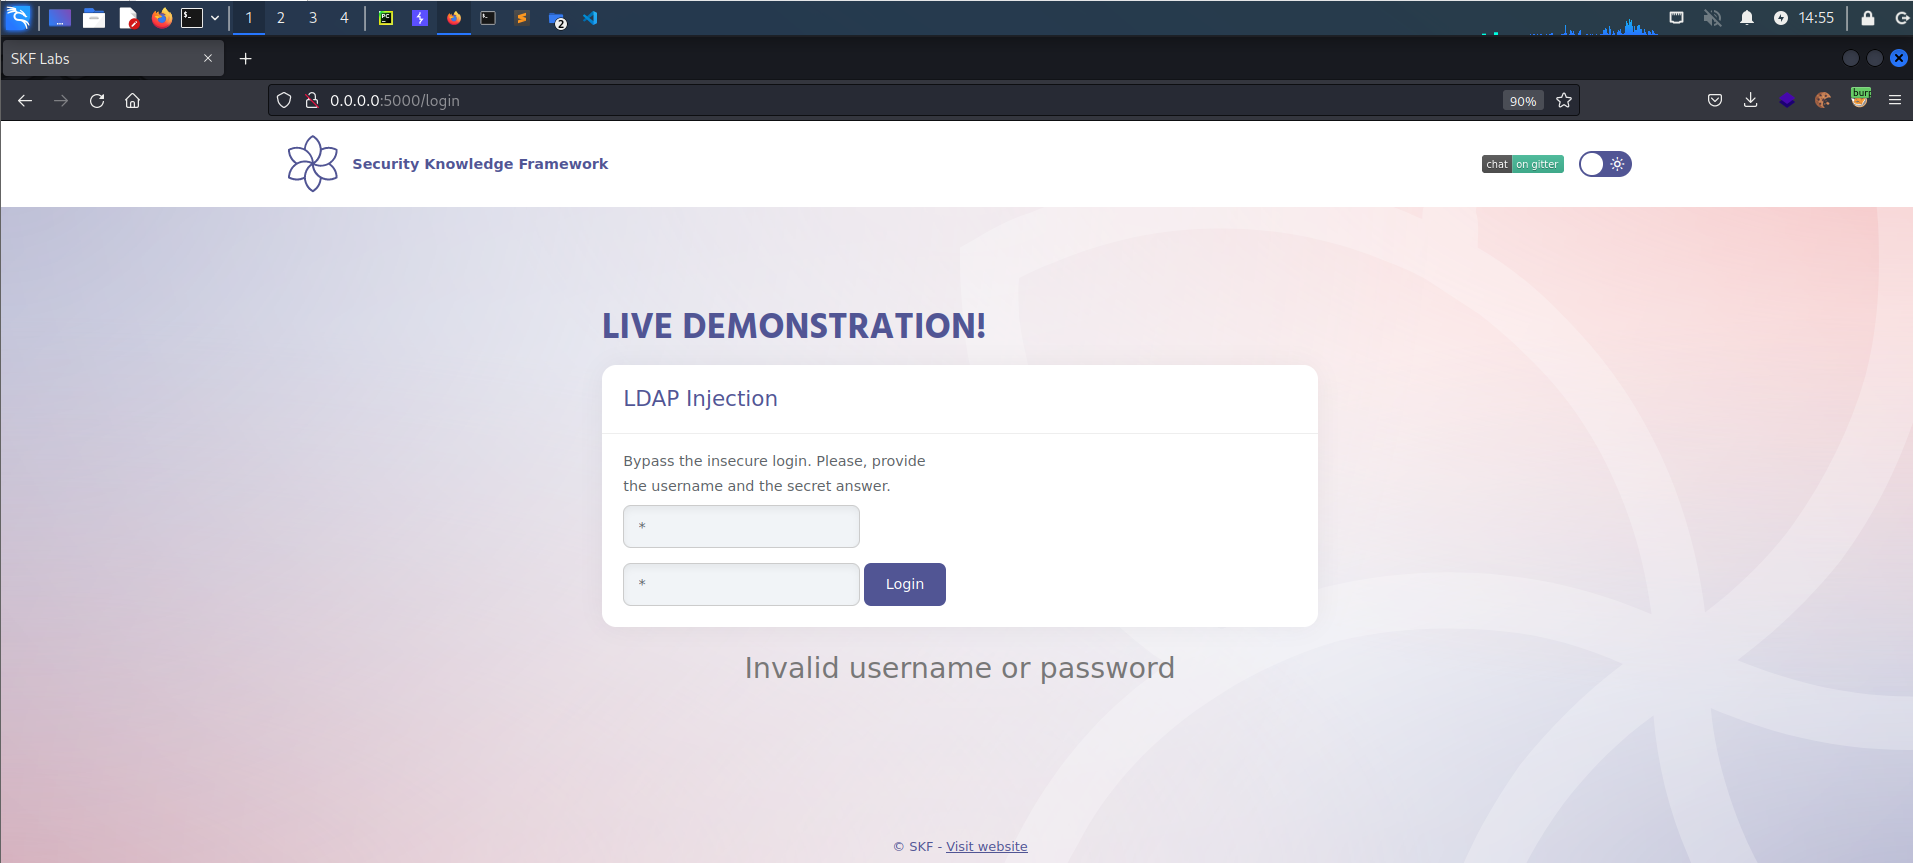 1 2 3 4 2 14:55
SKF Labs
0.0.0.0:5000/login 90% burp
Security Knowledge Framework chat on gitter
LIVE DEMONSTRATION!
LDAP Injection
Bypass the insecure login. Please, provide
the username and the secret answer.
*
* Login
Invalid username or password
© SKF - Visit website